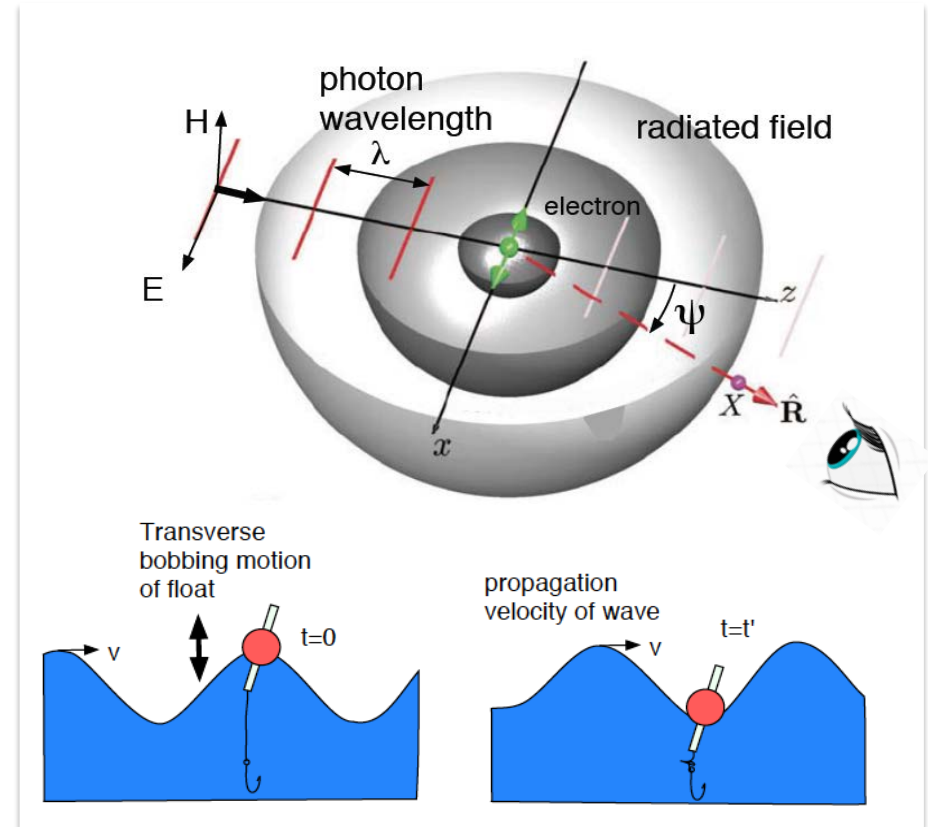 photon
wavelength
H
λ
radiated field
electron
E
z
ψ
X R̂
x
Transverse
bobbing motion
of float
propagation
velocity of wave
t=0
v
t=t'
v